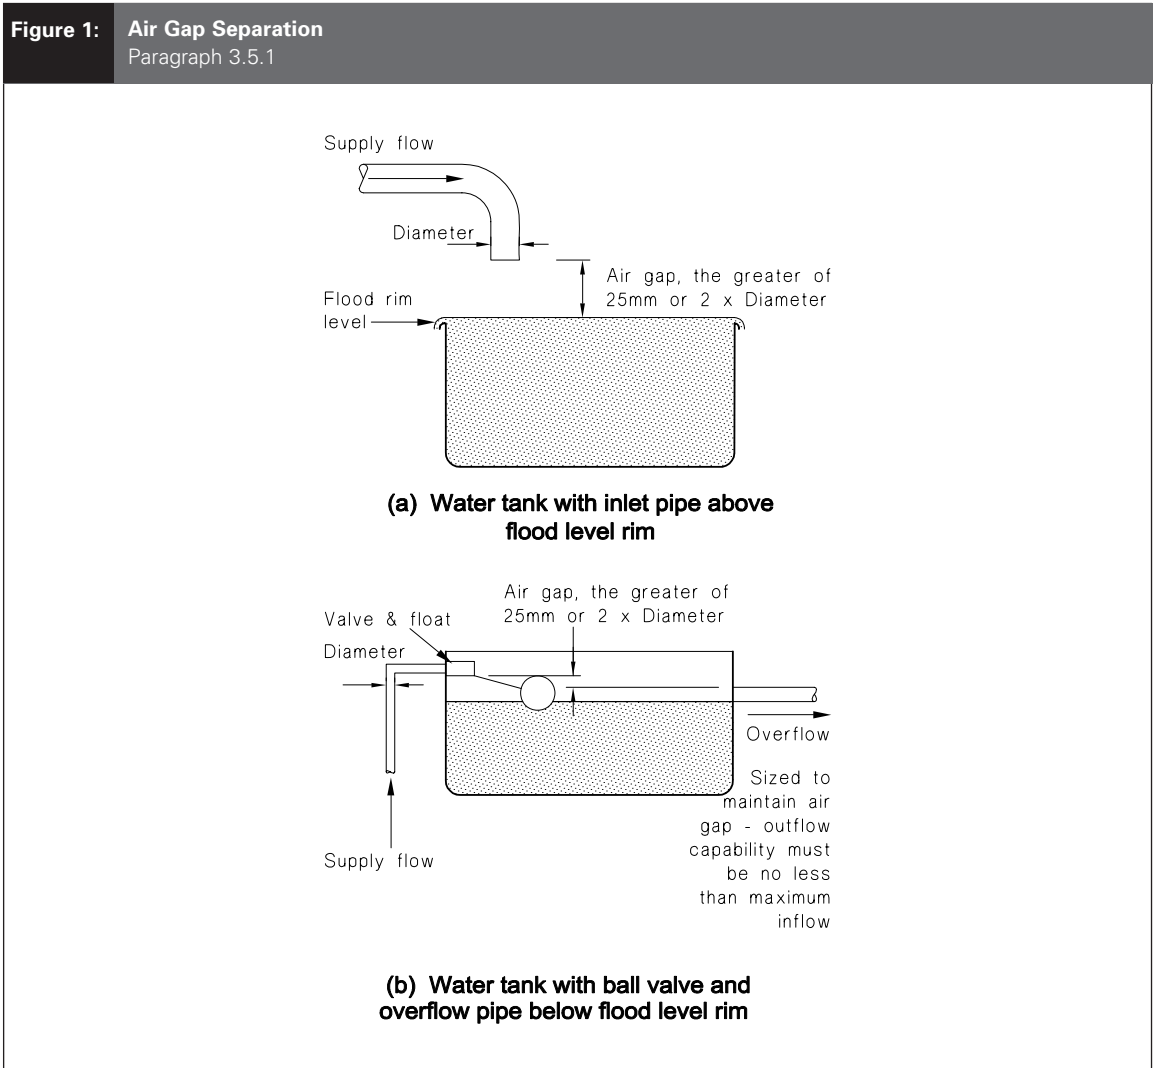 Figure 1:
Air Gap Separation
Paragraph 3.5.1
Supply flow
Diameter
Air gap, the greater of
25mm or 2 x Diameter
Flood rim
level
(a) Water tank with inlet pipe above
flood level rim
Air gap, the greater of
25mm or 2 x Diameter
Valve & float
Diameter
Overflow
Sized to
maintain air
gap - outflow
capability must
be no less
than maximum
inflow
Supply flow
(b) Water tank with ball valve and
overflow pipe below flood level rim